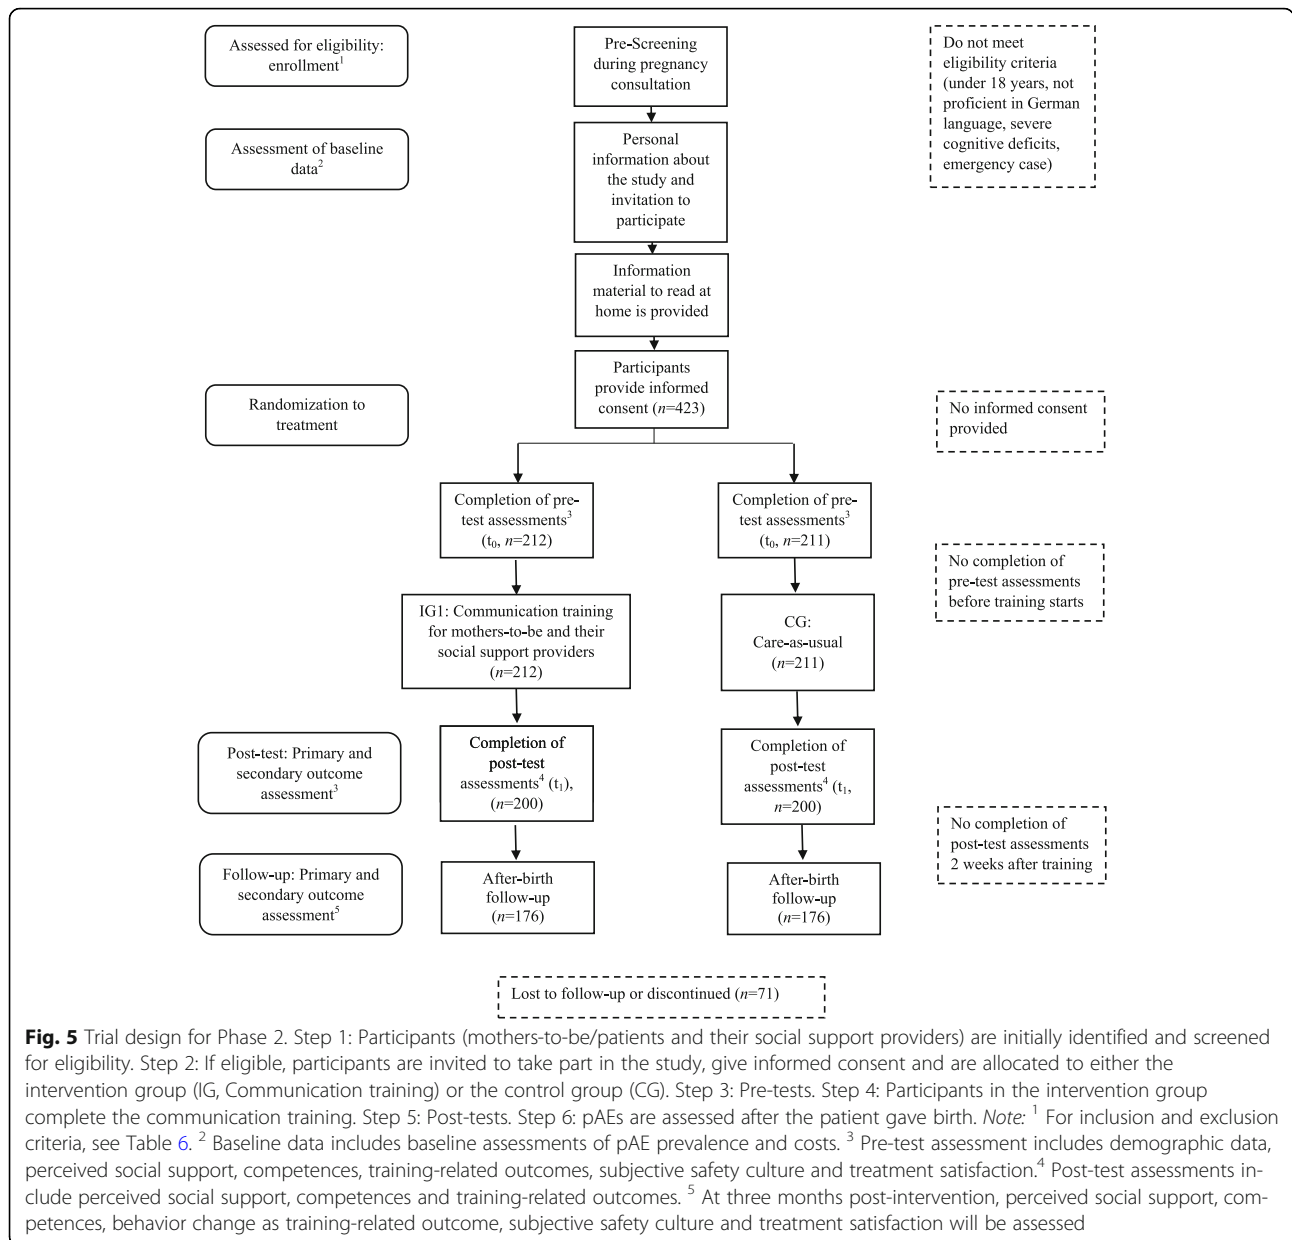 Assessed for eligibility:
enrollment1
Pre-Screening
during pregnancy
consultation
Do not meet
eligibility criteria
(under 18 years, not
proficient in German
language, severe
cognitive deficits,
emergency case)
Assessment of baseline
data2
Personal
information about
the study and
invitation to
participate
Information
material to read at
home is provided
Participants
provide informed
consent (n=423)
Randomization to
treatment
No informed consent
provided
Completion of pre-
test assessments3
(t0, n=212)
Completion of pre-
test assessments3
(t0, n=211)
No completion of
pre-test assessments
before training starts
IG1: Communication training
for mothers-to-be and their
social support providers
(n=212)
CG:
Care-as-usual
(n=211)
Post-test: Primary and
secondary outcome
assessment3
Completion of
post-test
assessments4 (t1),
(n=200)
Completion of
post-test
assessments4 (t1,
n=200)
No completion of
post-test assessments
2 weeks after training
Follow-up: Primary and
secondary outcome
assessment5
After-birth
follow-up
(n=176)
After-birth
follow-up
(n=176)
Lost to follow-up or discontinued (n=71)
Fig. 5 Trial design for Phase 2. Step 1: Participants (mothers-to-be/patients and their social support providers) are initially identified and screened
for eligibility. Step 2: If eligible, participants are invited to take part in the study, give informed consent and are allocated to either the
intervention group (IG, Communication training) or the control group (CG). Step 3: Pre-tests. Step 4: Participants in the intervention group
complete the communication training. Step 5: Post-tests. Step 6: pAEs are assessed after the patient gave birth. Note: 1 For inclusion and exclusion
criteria, see Table 6. 2 Baseline data includes baseline assessments of pAE prevalence and costs. 3 Pre-test assessment includes demographic data,
perceived social support, competences, training-related outcomes, subjective safety culture and treatment satisfaction.4 Post-test assessments in-
clude perceived social support, competences and training-related outcomes. 5 At three months post-intervention, perceived social support, com-
petences, behavior change as training-related outcome, subjective safety culture and treatment satisfaction will be assessed